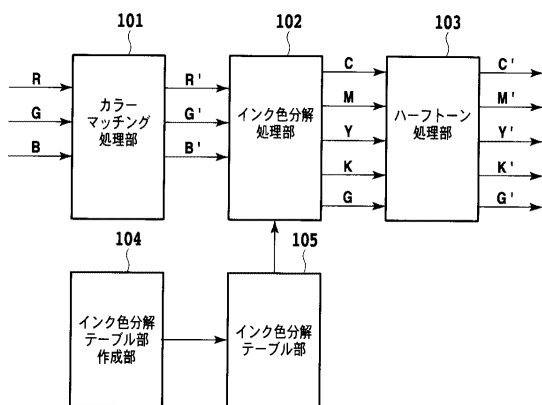 101
102
103
R
G
B
カラー
マッチング
処理部
R'
G'
B'
インク色分解
処理部
C
M
Y
K
G
ハーフトーン
処理部
C'
M'
Y'
K'
G'
104
105
インク色分解
テーブル部
作成部
インク色分解
テーブル部